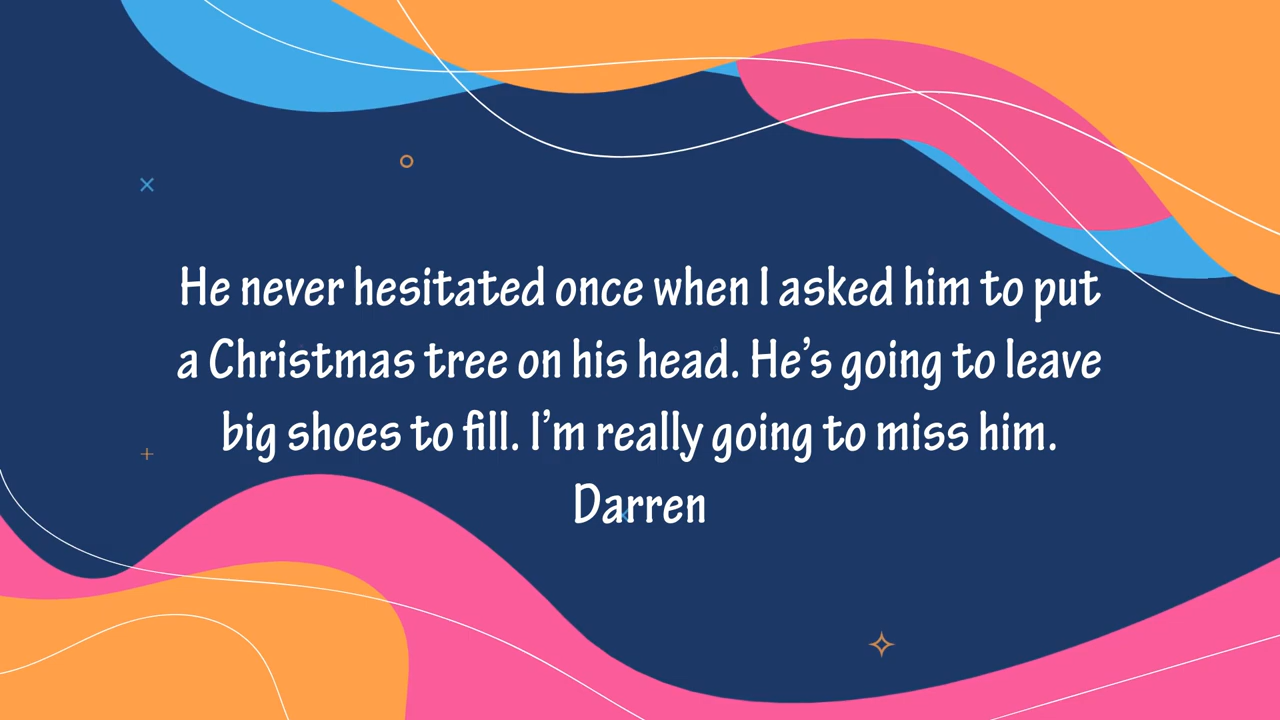 He never hesitated once when I asked him to put
a Christmas tree on his head. He’s going to leave
big shoes to fill. I’m really going to miss him.
Darren